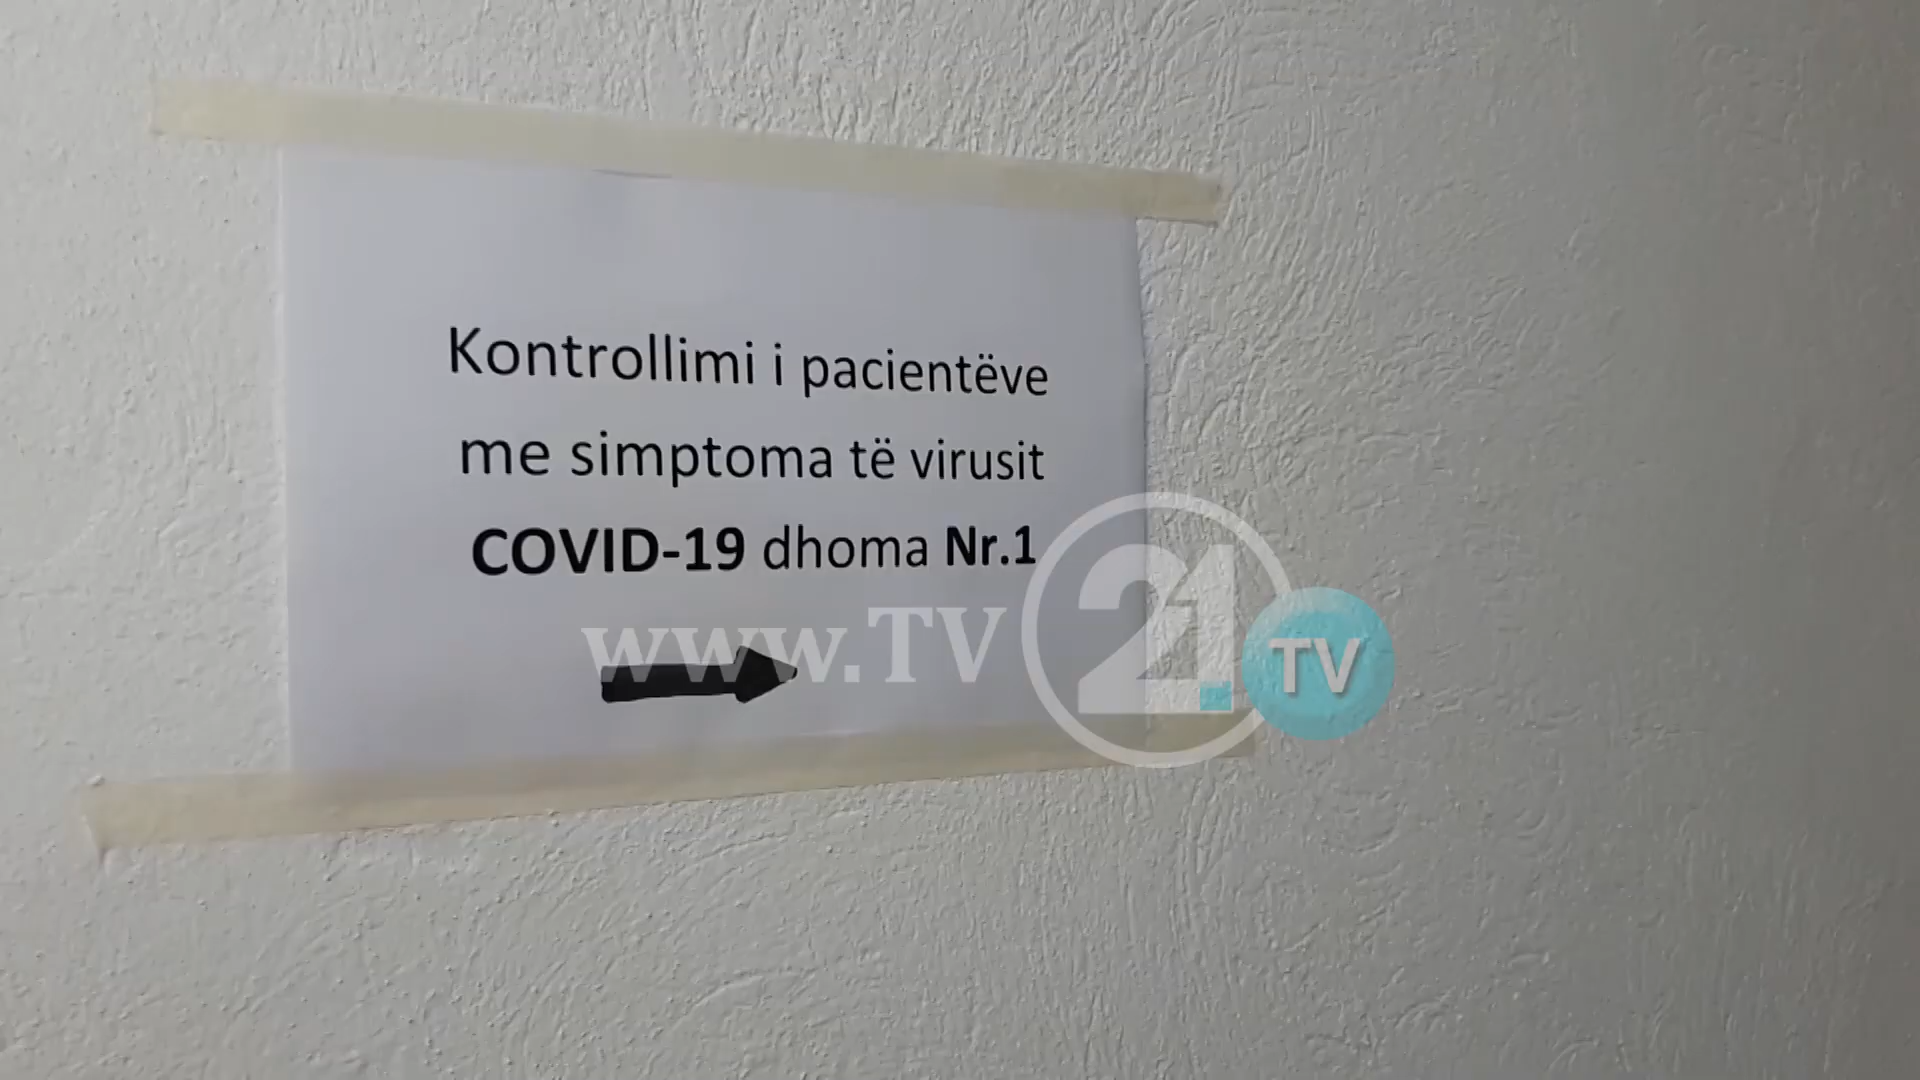 Kontrollimi i pacientëve
me simptoma të virusit
COVID-19 dhoma Nr.1
www.TV21.TV